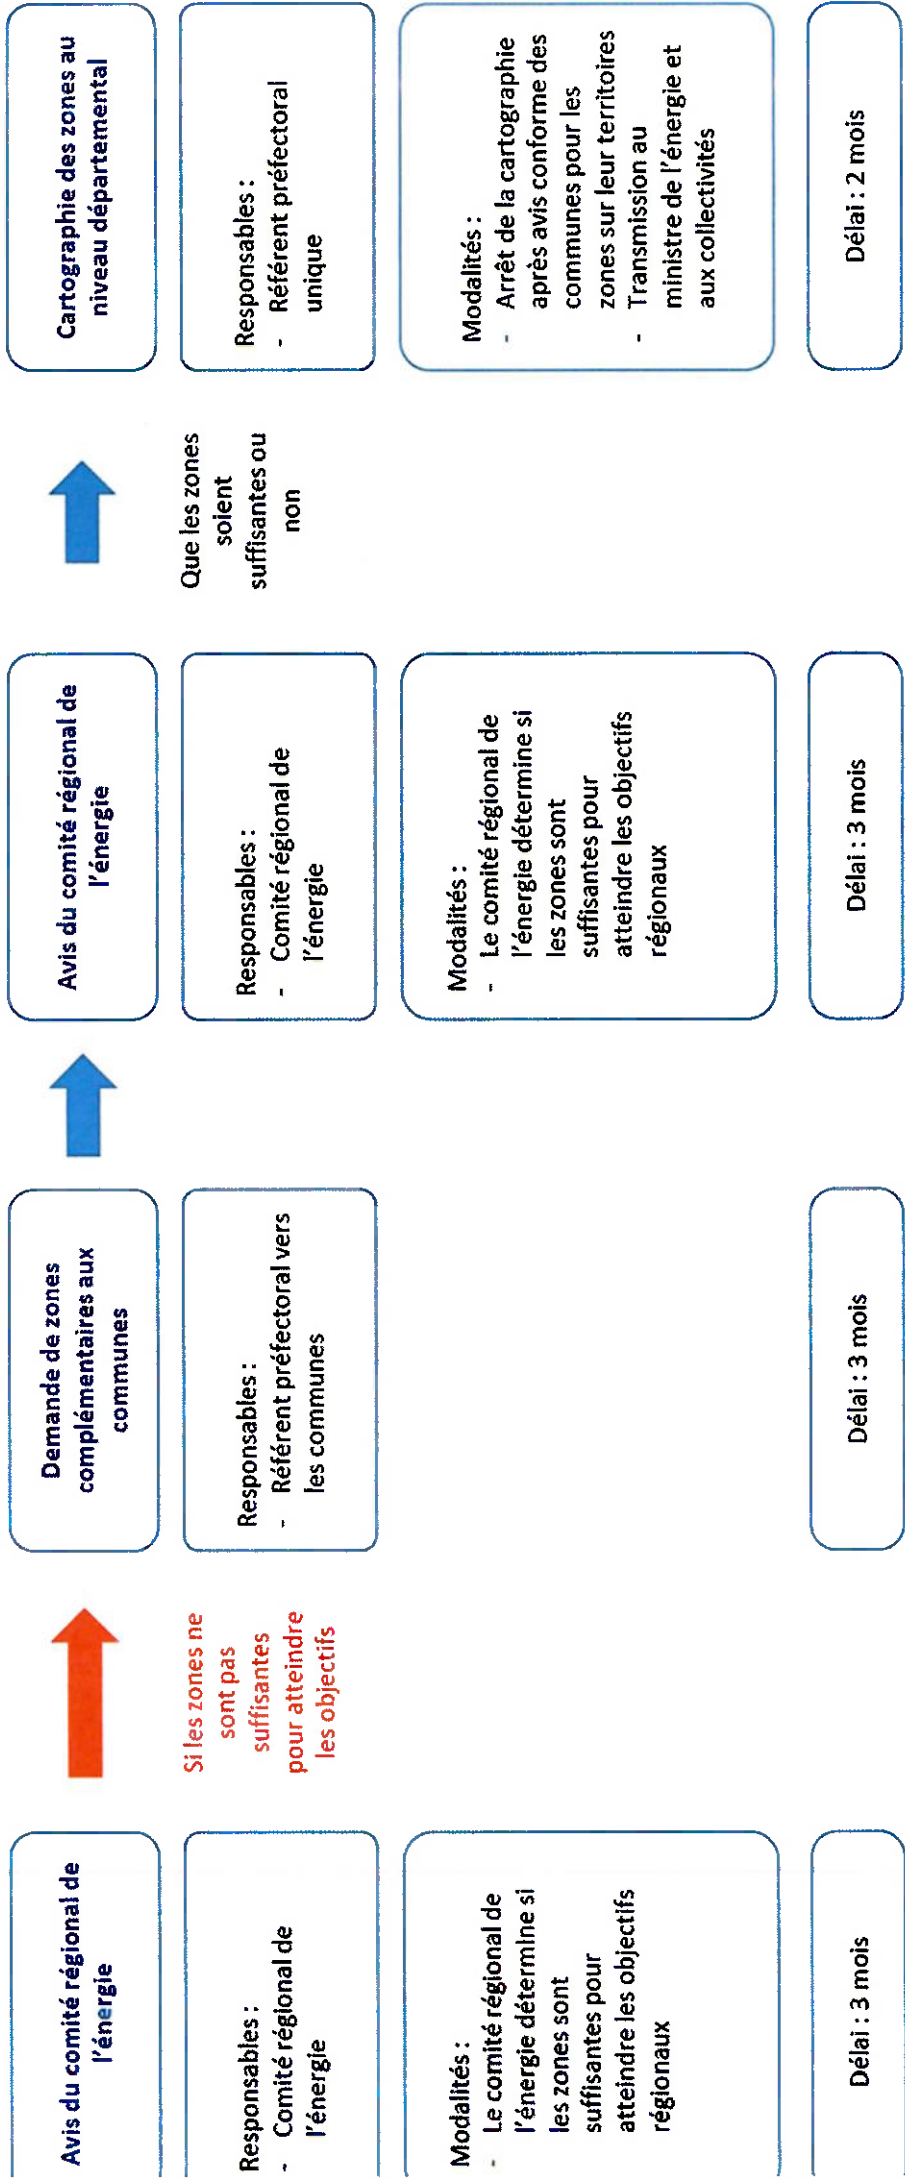 Avis du comité régional de
l'énergie
Responsables :
- Comité régional de
l'énergie
Modalités :
- Le comité régional de
l'énergie détermine si
les zones sont
suffisantes pour
atteindre les objectifs
régionaux
Délai : 3 mois
Si les zones ne
sont pas
suffisantes
pour atteindre
les objectifs
Demande de zones
complémentaires aux
communes
Responsables :
- Référent préfectoral vers
les communes
Délai : 3 mois
Avis du comité régional de
l'énergie
Responsables :
- Comité régional de
l'énergie
Modalités :
- Le comité régional de
l'énergie détermine si
les zones sont
suffisantes pour
atteindre les objectifs
régionaux
Délai : 3 mois
Que les zones
soient
suffisantes ou
non
Cartographie des zones au
niveau départemental
Responsables :
- Référent préfectoral
unique
Modalités :
- Arrêt de la cartographie
après avis conforme des
communes pour les
zones sur leur territoires
- Transmission au
ministre de l'énergie et
aux collectivités
Délai : 2 mois